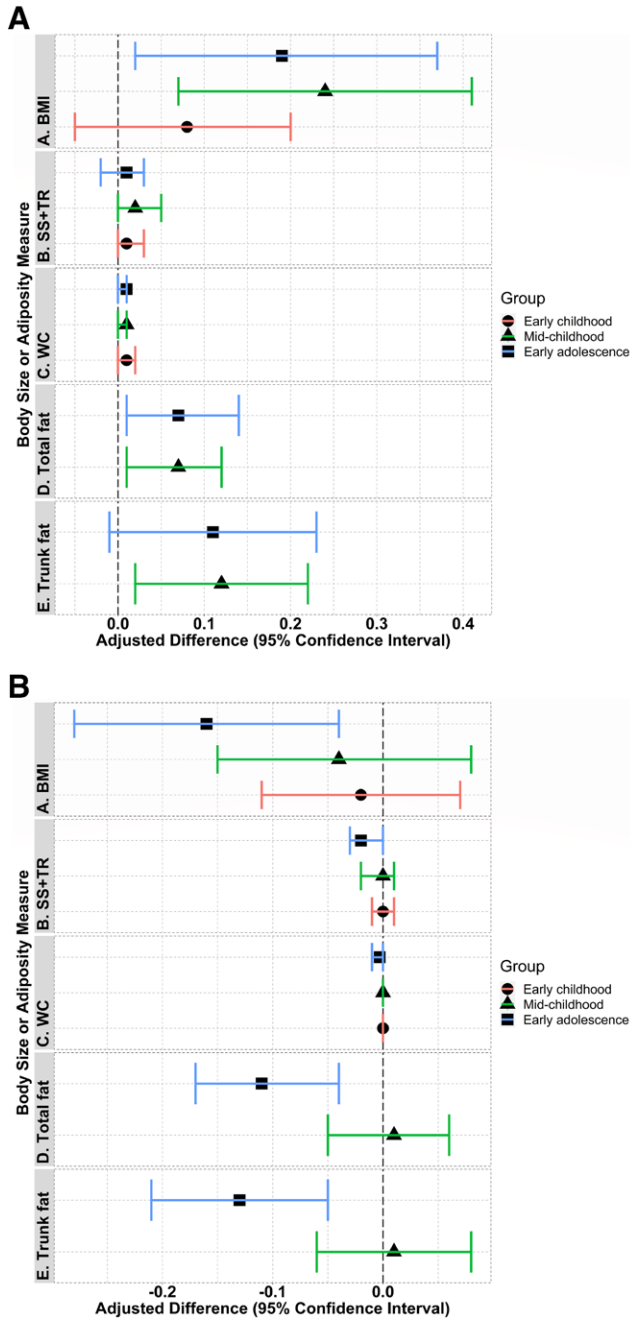 A
Body Size or Adiposity Measure
A. BMI
B. SS+TR
C. WC
D. Total fat
E. Trunk fat
0.0 0.1 0.2 0.3 0.4
Adjusted Difference (95% Confidence Interval)
Group
Early childhood
Mid-childhood
Early adolescence
B
Body Size or Adiposity Measure
A. BMI
B. SS+TR
C. WC
D. Total fat
E. Trunk fat
-0.2 -0.1 0.0
Adjusted Difference (95% Confidence Interval)
Group
Early childhood
Mid-childhood
Early adolescence